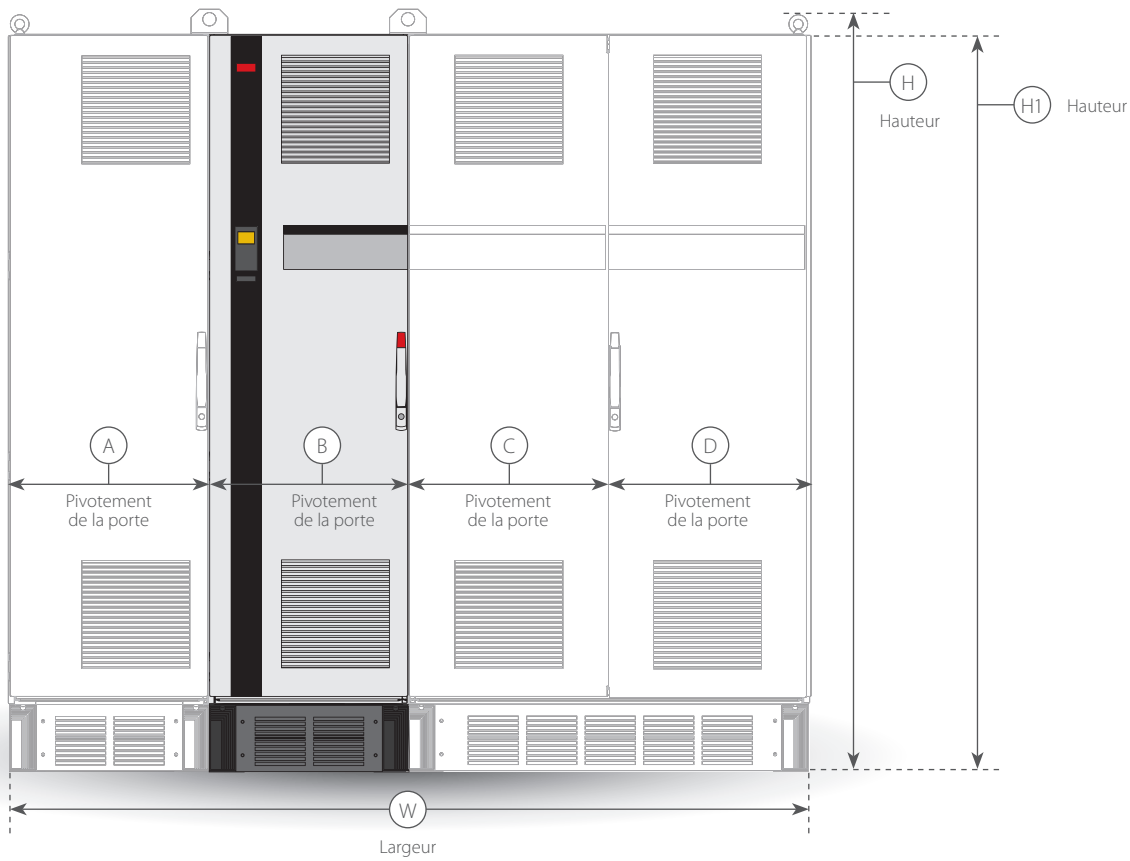 H
Hauteur
H1
Hauteur
A
B
C
D
Pivotement
de la porte
Pivotement
de la porte
Pivotement
de la porte
Pivotement
de la porte
W
Largeur